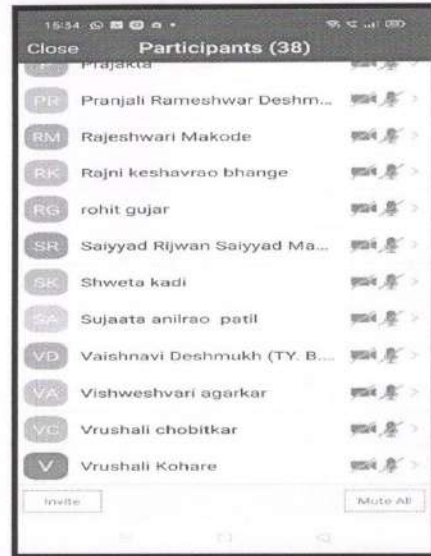 15:34
Close Participants (38)
P Prajakta
PR Pranjali Rameshwar Deshm...
RM Rajeshwari Makode
RK Rajni keshavrao bhange
RG rohit gujar
SR Saiyyad Rijwan Saiyyad Ma...
SK Shweta kadi
SA Sujaata anilrao patil
VD Vaishnavi Deshmukh (TY. B....
VA Vishweshvari agarkar
VC Vrushali chobitkar
V Vrushali Kohare
Invite Mute All